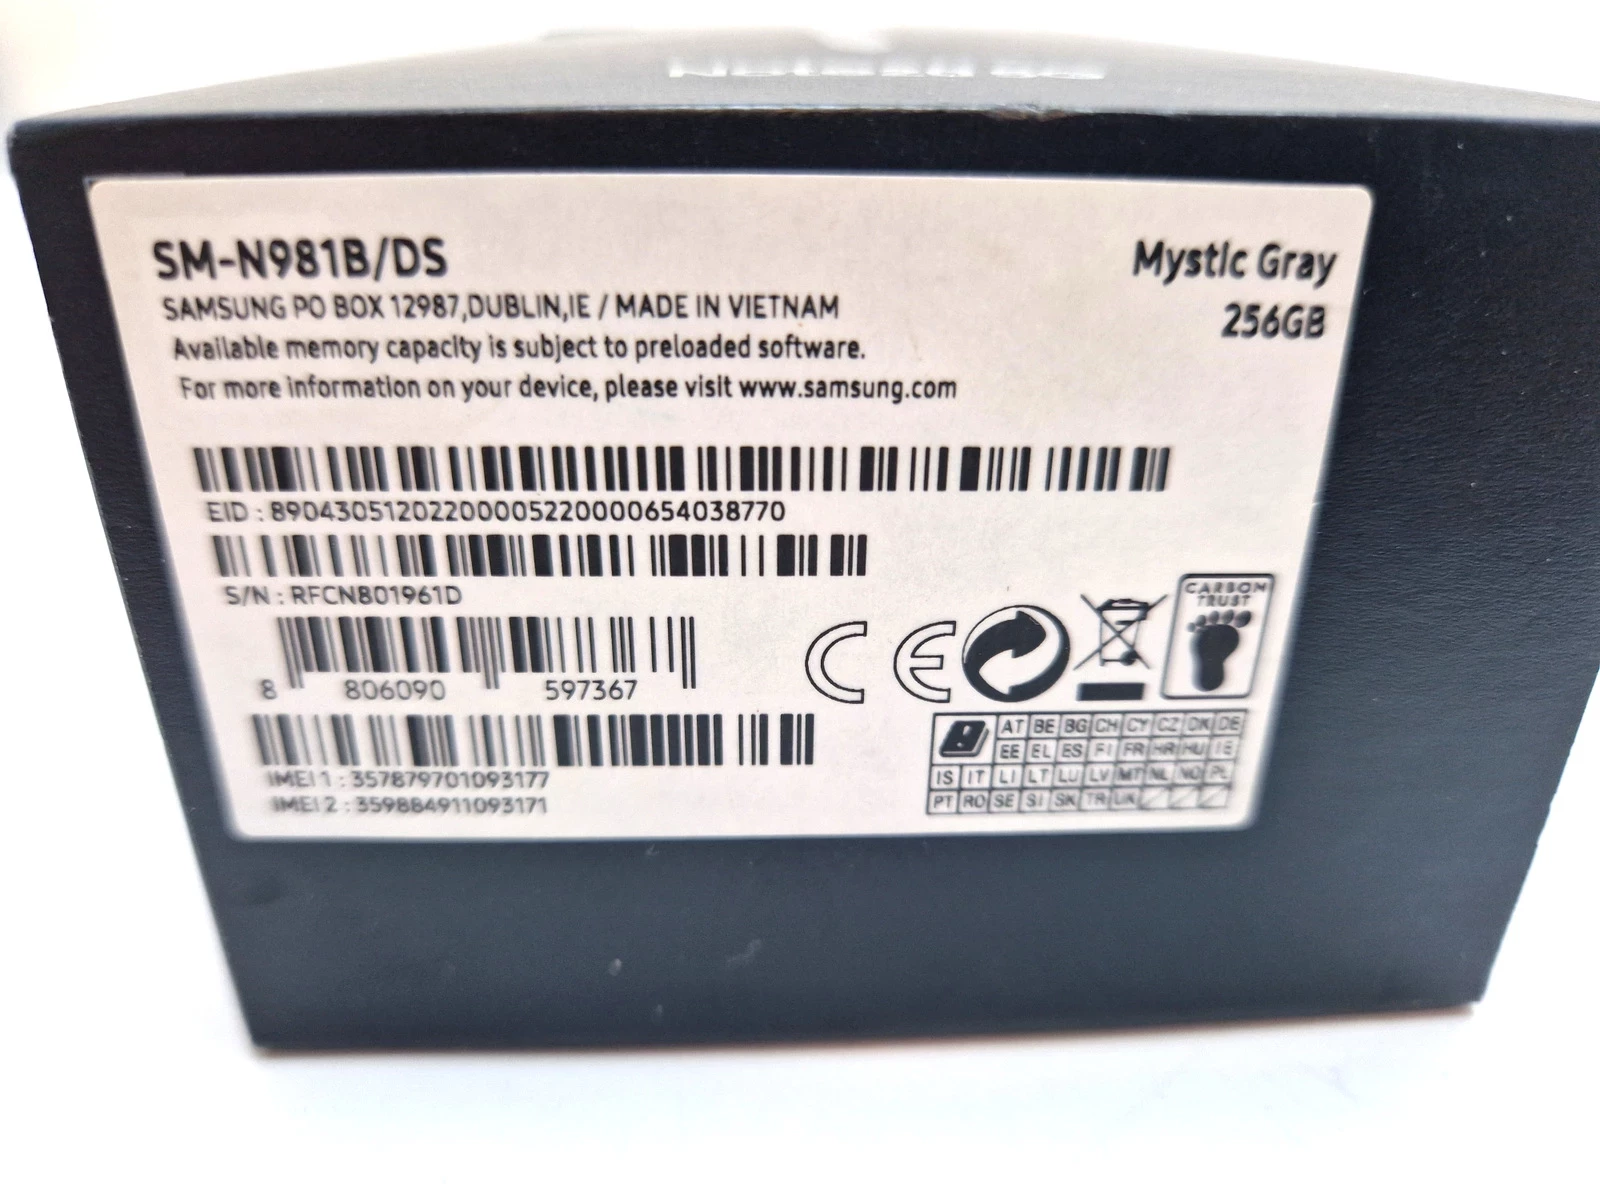 SM-N981B/DS
Mystic Gray
256GB
SAMSUNG PO BOX 12987,DUBLIN,IE / MADE IN VIETNAM
Available memory capacity is subject to preloaded software.
For more information on your device, please visit www.samsung.com
EID : 89043051202200005220000654038770
S/N : RFCN801961D
8 806090 597367
IMEI 1 : 357879701093177
IMEI 2 : 359884911093171
CE
CARBON
TRUST
AT BE BG CH CY CZ DK DE
EE EL ES FI FR HR HU IE
IS IT LI LT LU LV MT NL NO PL
PT RO SE SI SK TR UK